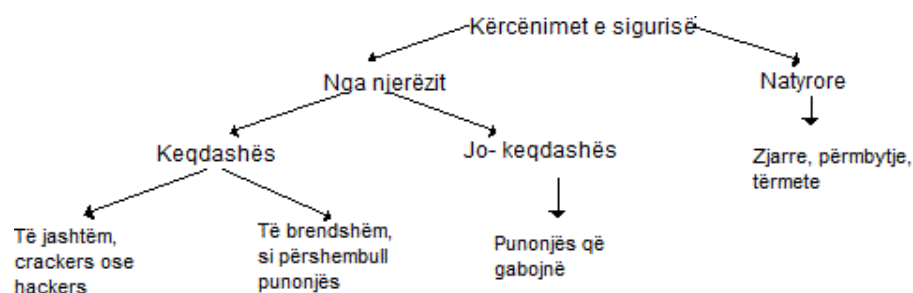 Kërcënimet e sigurisë
Nga njerëzit
Natyrore
Keqdashës
Jo- keqdashës
Zjarre, përmbytje,
tërmete
Të jashtëm,
crackers ose
hackers
Të brendshëm,
si përshembull
punonjës
Punonjës që
gabojnë